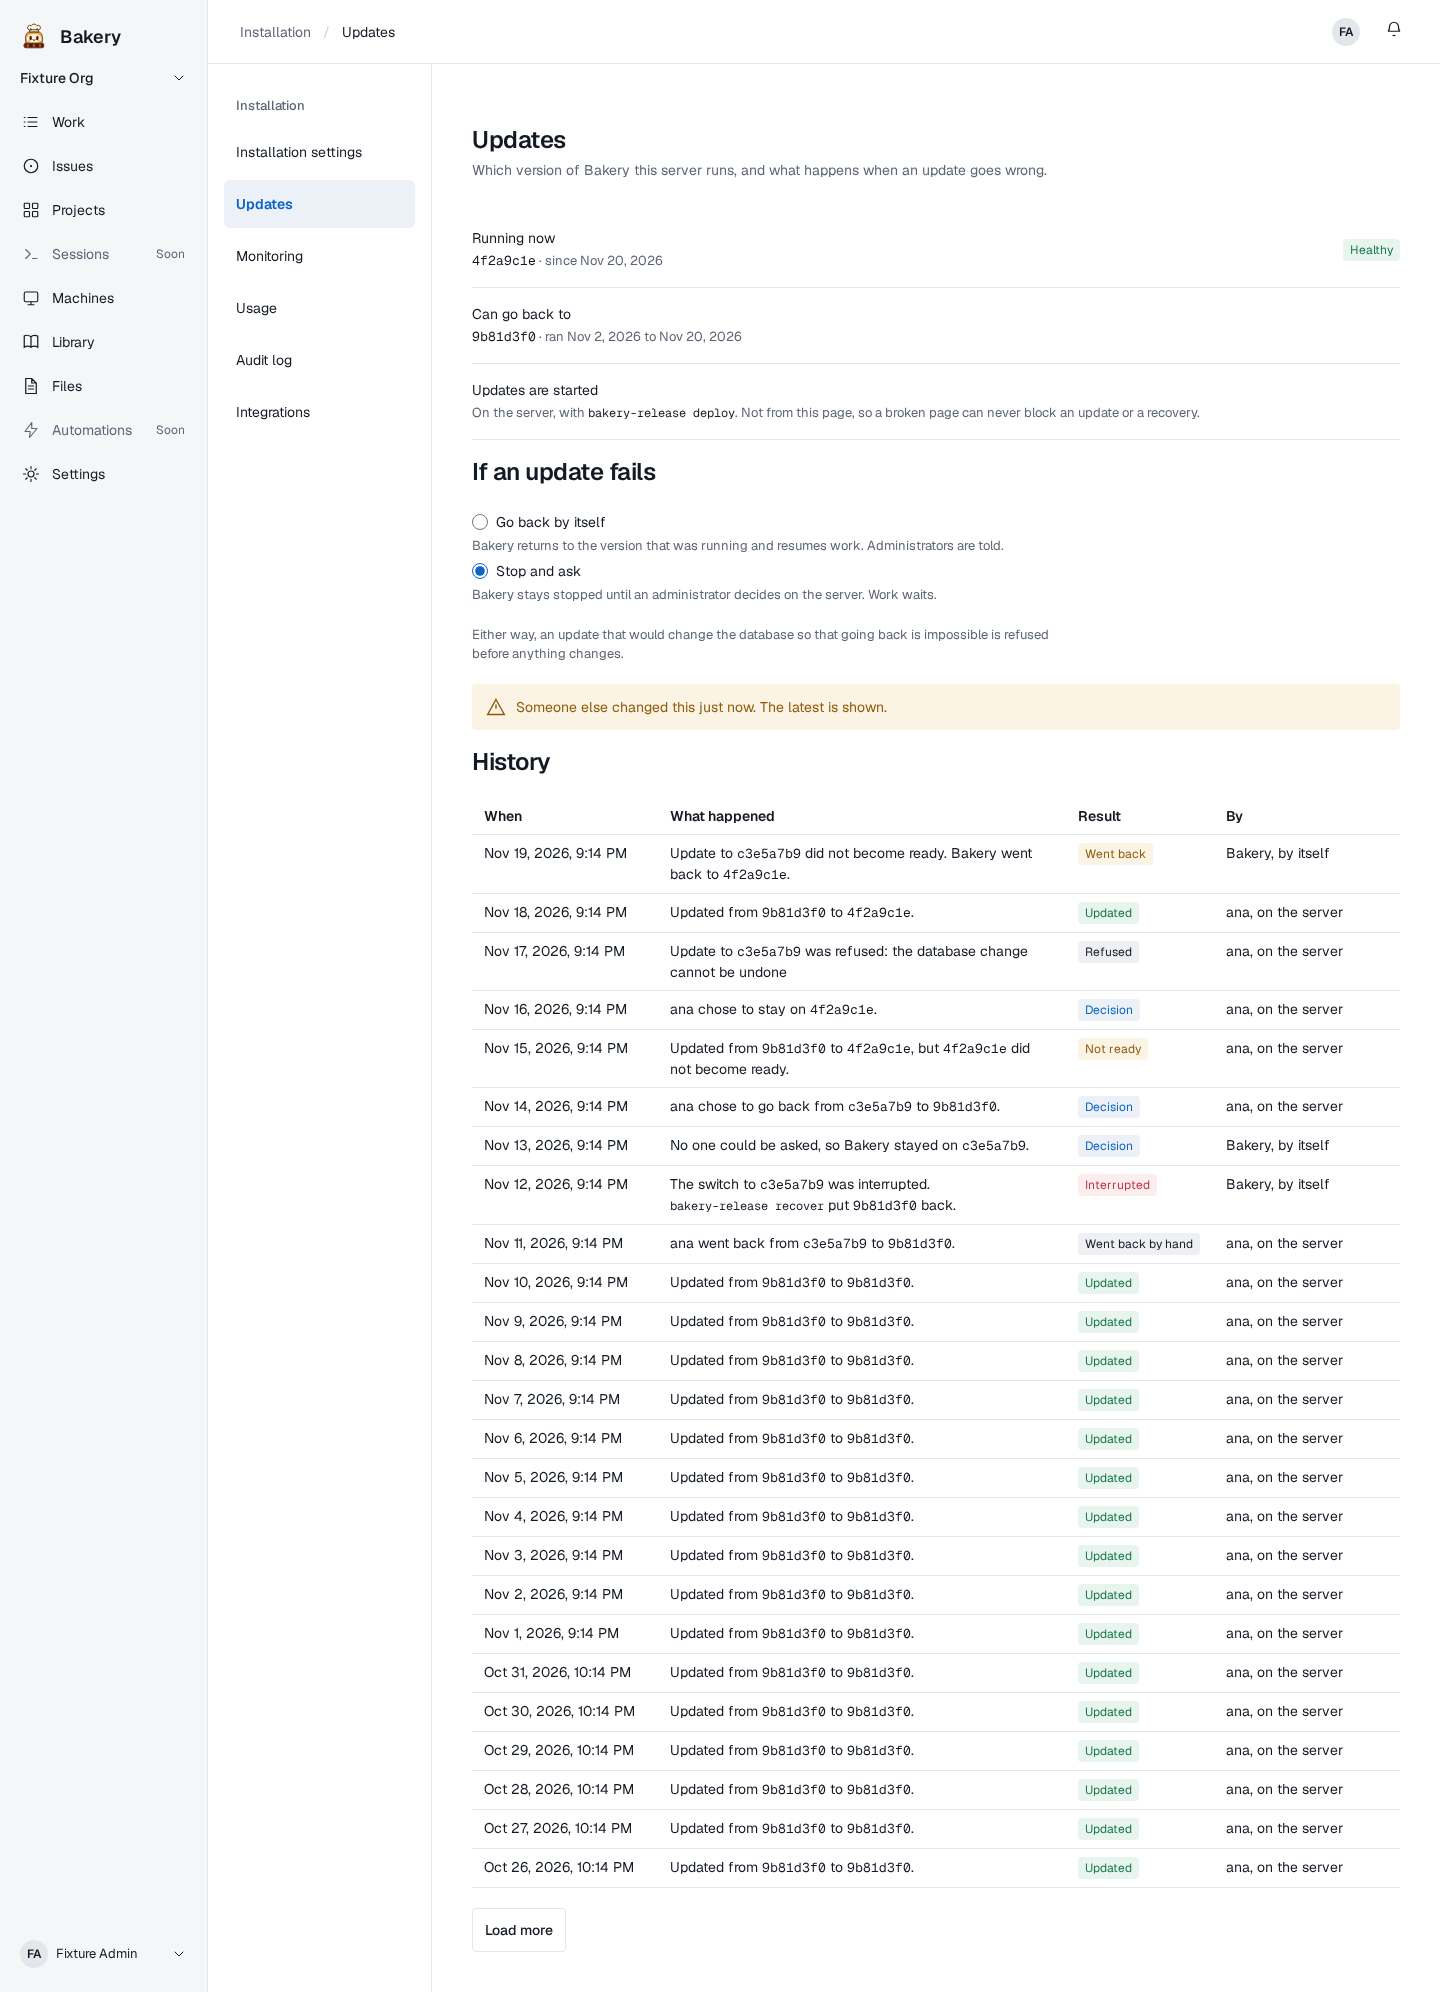 Bakery
Fixture Org
Work
Issues
Projects
Sessions Soon
Machines
Library
Files
Automations Soon
Settings
FA Fixture Admin
Installation / Updates
FA
Installation
Installation settings
Updates
Monitoring
Usage
Audit log
Integrations
Updates
Which version of Bakery this server runs, and what happens when an update goes wrong.
Running now
4f2a9c1e · since Nov 20, 2026
Healthy
Can go back to
9b81d3f0 · ran Nov 2, 2026 to Nov 20, 2026
Updates are started
On the server, with bakery-release deploy. Not from this page, so a broken page can never block an update or a recovery.
If an update fails
Go back by itself
Bakery returns to the version that was running and resumes work. Administrators are told.
Stop and ask
Bakery stays stopped until an administrator decides on the server. Work waits.
Either way, an update that would change the database so that going back is impossible is refused
before anything changes.
Someone else changed this just now. The latest is shown.
History
When What happened Result By
Nov 19, 2026, 9:14 PM Update to c3e5a7b9 did not become ready. Bakery went Went back Bakery, by itself
back to 4f2a9c1e.
Nov 18, 2026, 9:14 PM Updated from 9b81d3f0 to 4f2a9c1e. Updated ana, on the server
Nov 17, 2026, 9:14 PM Update to c3e5a7b9 was refused: the database change Refused ana, on the server
cannot be undone
Nov 16, 2026, 9:14 PM ana chose to stay on 4f2a9c1e. Decision ana, on the server
Nov 15, 2026, 9:14 PM Updated from 9b81d3f0 to 4f2a9c1e, but 4f2a9c1e did Not ready ana, on the server
not become ready.
Nov 14, 2026, 9:14 PM ana chose to go back from c3e5a7b9 to 9b81d3f0. Decision ana, on the server
Nov 13, 2026, 9:14 PM No one could be asked, so Bakery stayed on c3e5a7b9. Decision Bakery, by itself
Nov 12, 2026, 9:14 PM The switch to c3e5a7b9 was interrupted. Interrupted Bakery, by itself
bakery-release recover put 9b81d3f0 back.
Nov 11, 2026, 9:14 PM ana went back from c3e5a7b9 to 9b81d3f0. Went back by hand ana, on the server
Nov 10, 2026, 9:14 PM Updated from 9b81d3f0 to 9b81d3f0. Updated ana, on the server
Nov 9, 2026, 9:14 PM Updated from 9b81d3f0 to 9b81d3f0. Updated ana, on the server
Nov 8, 2026, 9:14 PM Updated from 9b81d3f0 to 9b81d3f0. Updated ana, on the server
Nov 7, 2026, 9:14 PM Updated from 9b81d3f0 to 9b81d3f0. Updated ana, on the server
Nov 6, 2026, 9:14 PM Updated from 9b81d3f0 to 9b81d3f0. Updated ana, on the server
Nov 5, 2026, 9:14 PM Updated from 9b81d3f0 to 9b81d3f0. Updated ana, on the server
Nov 4, 2026, 9:14 PM Updated from 9b81d3f0 to 9b81d3f0. Updated ana, on the server
Nov 3, 2026, 9:14 PM Updated from 9b81d3f0 to 9b81d3f0. Updated ana, on the server
Nov 2, 2026, 9:14 PM Updated from 9b81d3f0 to 9b81d3f0. Updated ana, on the server
Nov 1, 2026, 9:14 PM Updated from 9b81d3f0 to 9b81d3f0. Updated ana, on the server
Oct 31, 2026, 10:14 PM Updated from 9b81d3f0 to 9b81d3f0. Updated ana, on the server
Oct 30, 2026, 10:14 PM Updated from 9b81d3f0 to 9b81d3f0. Updated ana, on the server
Oct 29, 2026, 10:14 PM Updated from 9b81d3f0 to 9b81d3f0. Updated ana, on the server
Oct 28, 2026, 10:14 PM Updated from 9b81d3f0 to 9b81d3f0. Updated ana, on the server
Oct 27, 2026, 10:14 PM Updated from 9b81d3f0 to 9b81d3f0. Updated ana, on the server
Oct 26, 2026, 10:14 PM Updated from 9b81d3f0 to 9b81d3f0. Updated ana, on the server
Load more